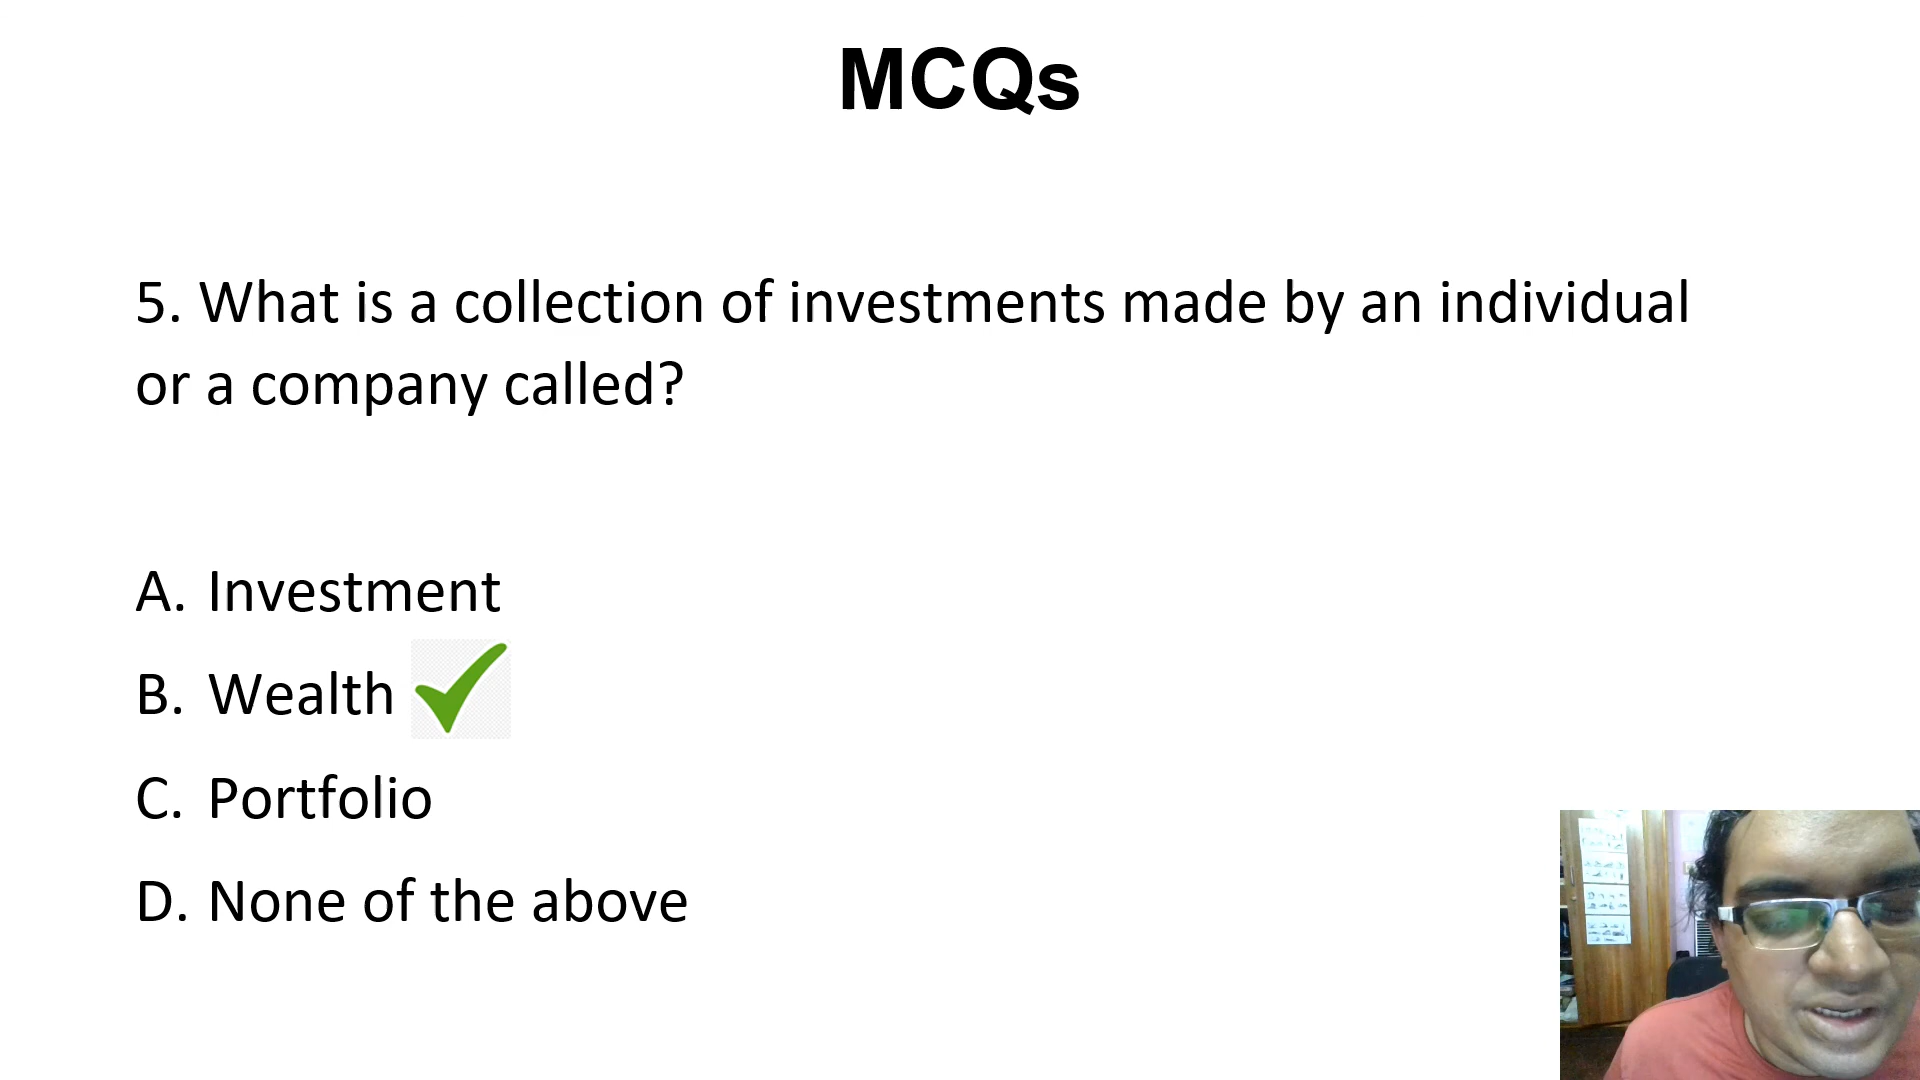 MCQs
5. What is a collection of investments made by an individual
or a company called?
A. Investment
B. Wealth
C. Portfolio
D. None of the above